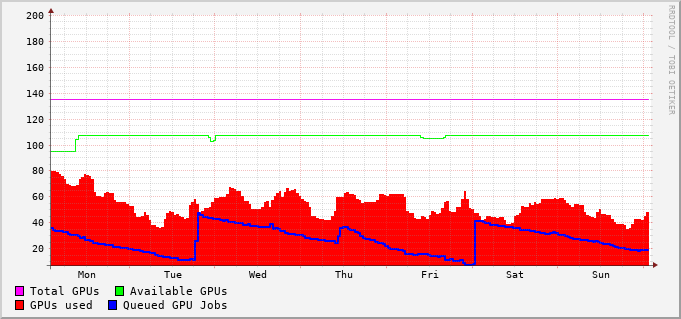 200
180
160
140
120
100
80
60
40
20
Mon Tue Wed Thu Fri Sat Sun
RRDTOOL / TOBI OETIKER
Total GPUs Available GPUs
GPUs used Queued GPU Jobs